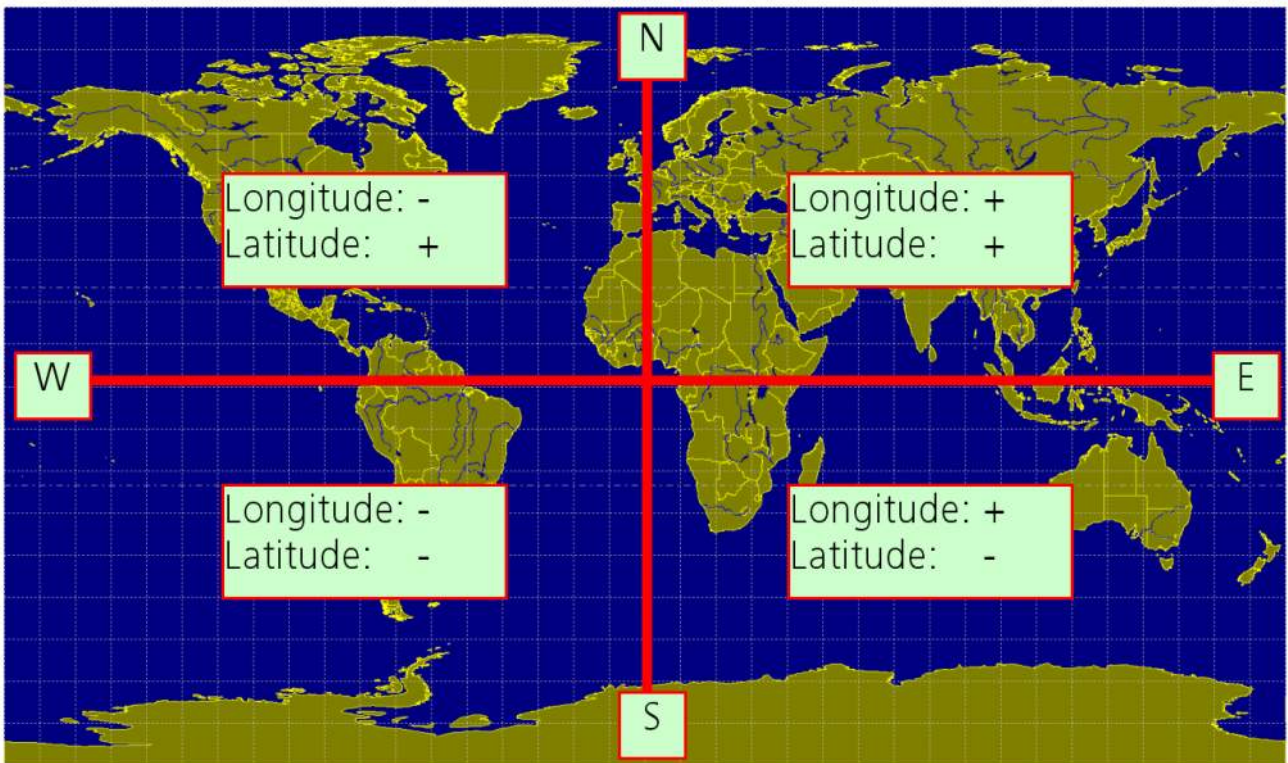 N
Longitude: -
Latitude: +
Longitude: +
Latitude: +
W
E
Longitude: -
Latitude: -
Longitude: +
Latitude: -
S